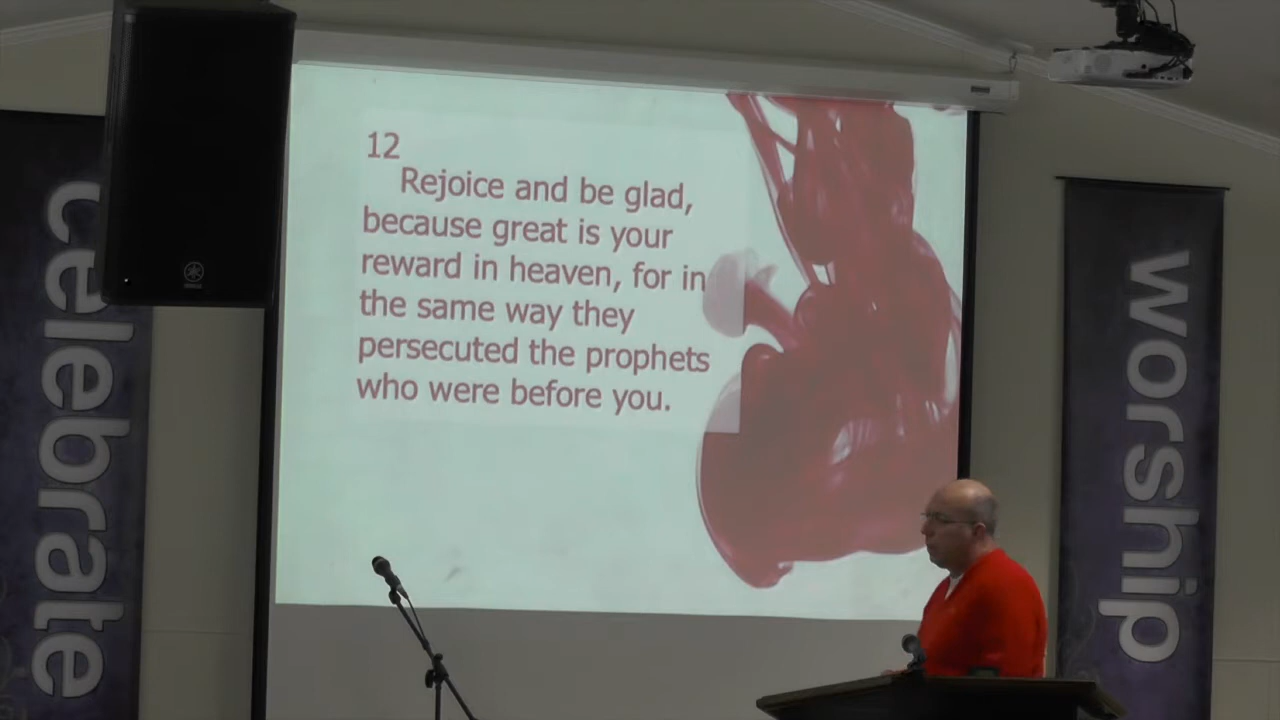 12
Rejoice and be glad,
because great is your
reward in heaven, for in
the same way they
persecuted the prophets
who were before you.
celebrate
worship